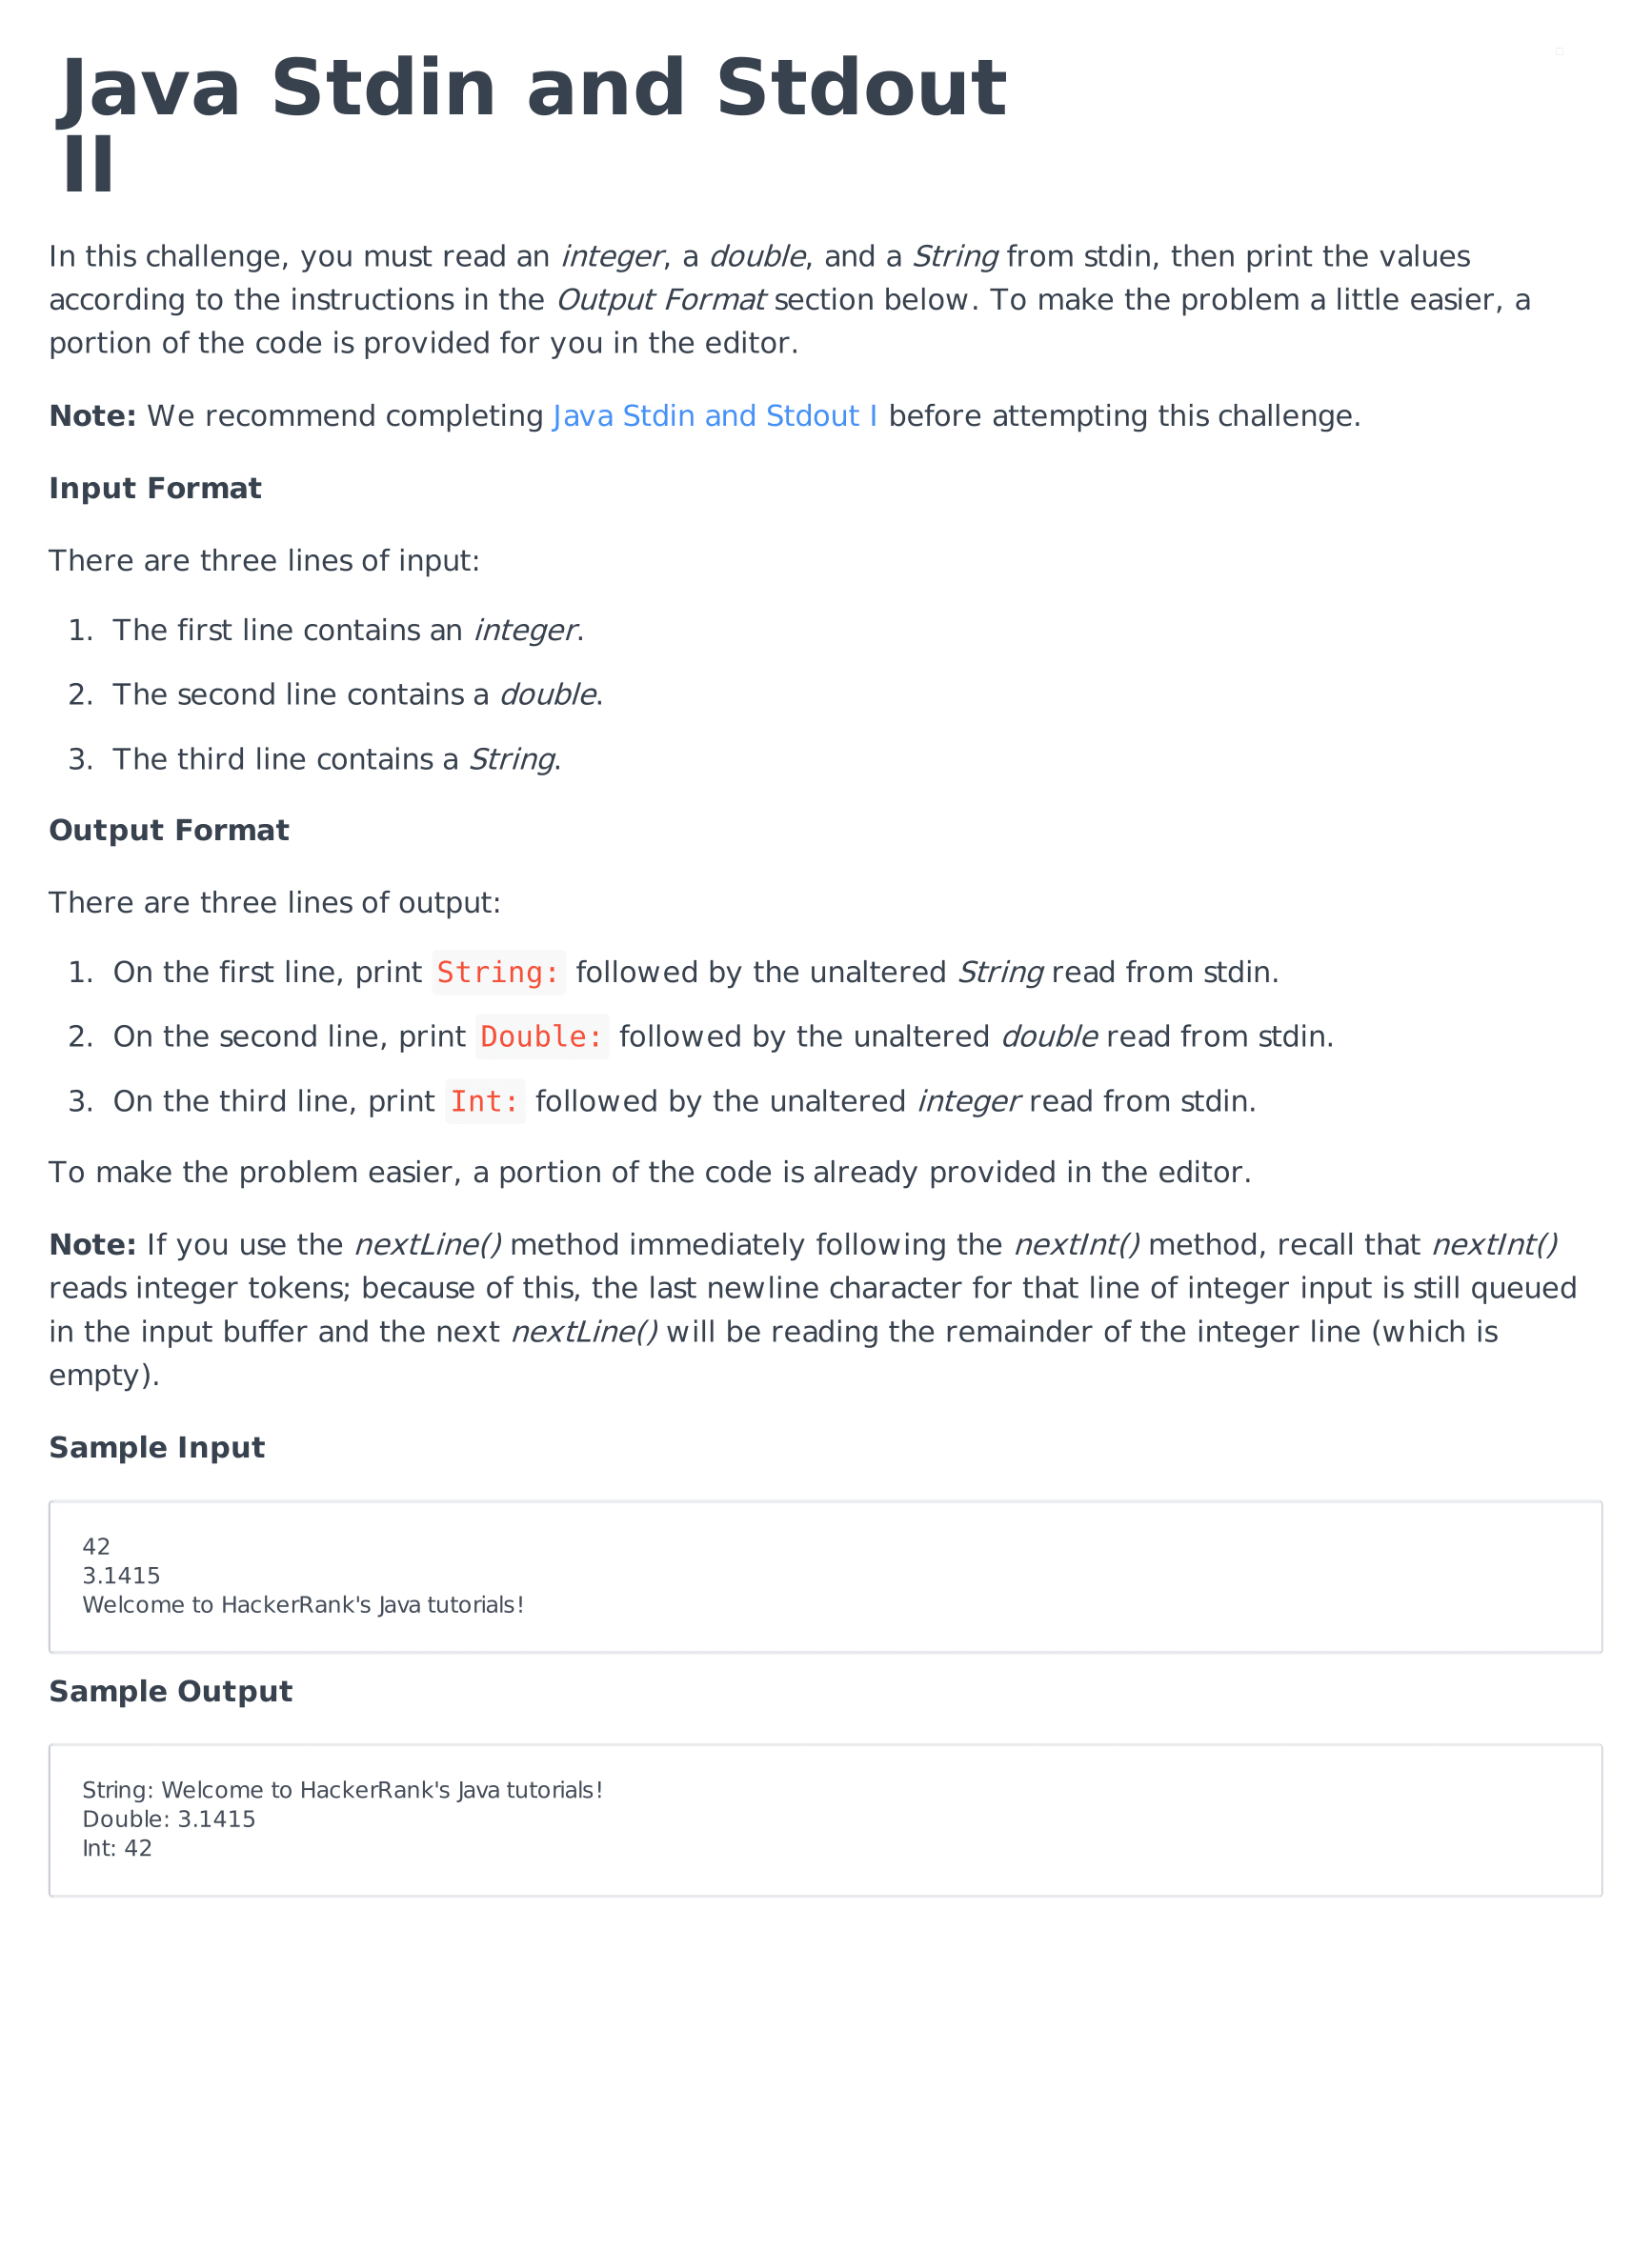 Java Stdin and Stdout
II
In this challenge, you must read an integer, a double, and a String from stdin, then print the values
according to the instructions in the Output Format section below. To make the problem a little easier, a
portion of the code is provided for you in the editor.
Note: We recommend completing Java Stdin and Stdout I before attempting this challenge.
Input Format
There are three lines of input:
1. The first line contains an integer.
2. The second line contains a double.
3. The third line contains a String.
Output Format
There are three lines of output:
1. On the first line, print String: followed by the unaltered String read from stdin.
2. On the second line, print Double: followed by the unaltered double read from stdin.
3. On the third line, print Int: followed by the unaltered integer read from stdin.
To make the problem easier, a portion of the code is already provided in the editor.
Note: If you use the nextLine() method immediately following the nextInt() method, recall that nextInt()
reads integer tokens; because of this, the last newline character for that line of integer input is still queued
in the input buffer and the next nextLine() will be reading the remainder of the integer line (which is
empty).
Sample Input
42
3.1415
Welcome to HackerRank's Java tutorials!
Sample Output
String: Welcome to HackerRank's Java tutorials!
Double: 3.1415
Int: 42